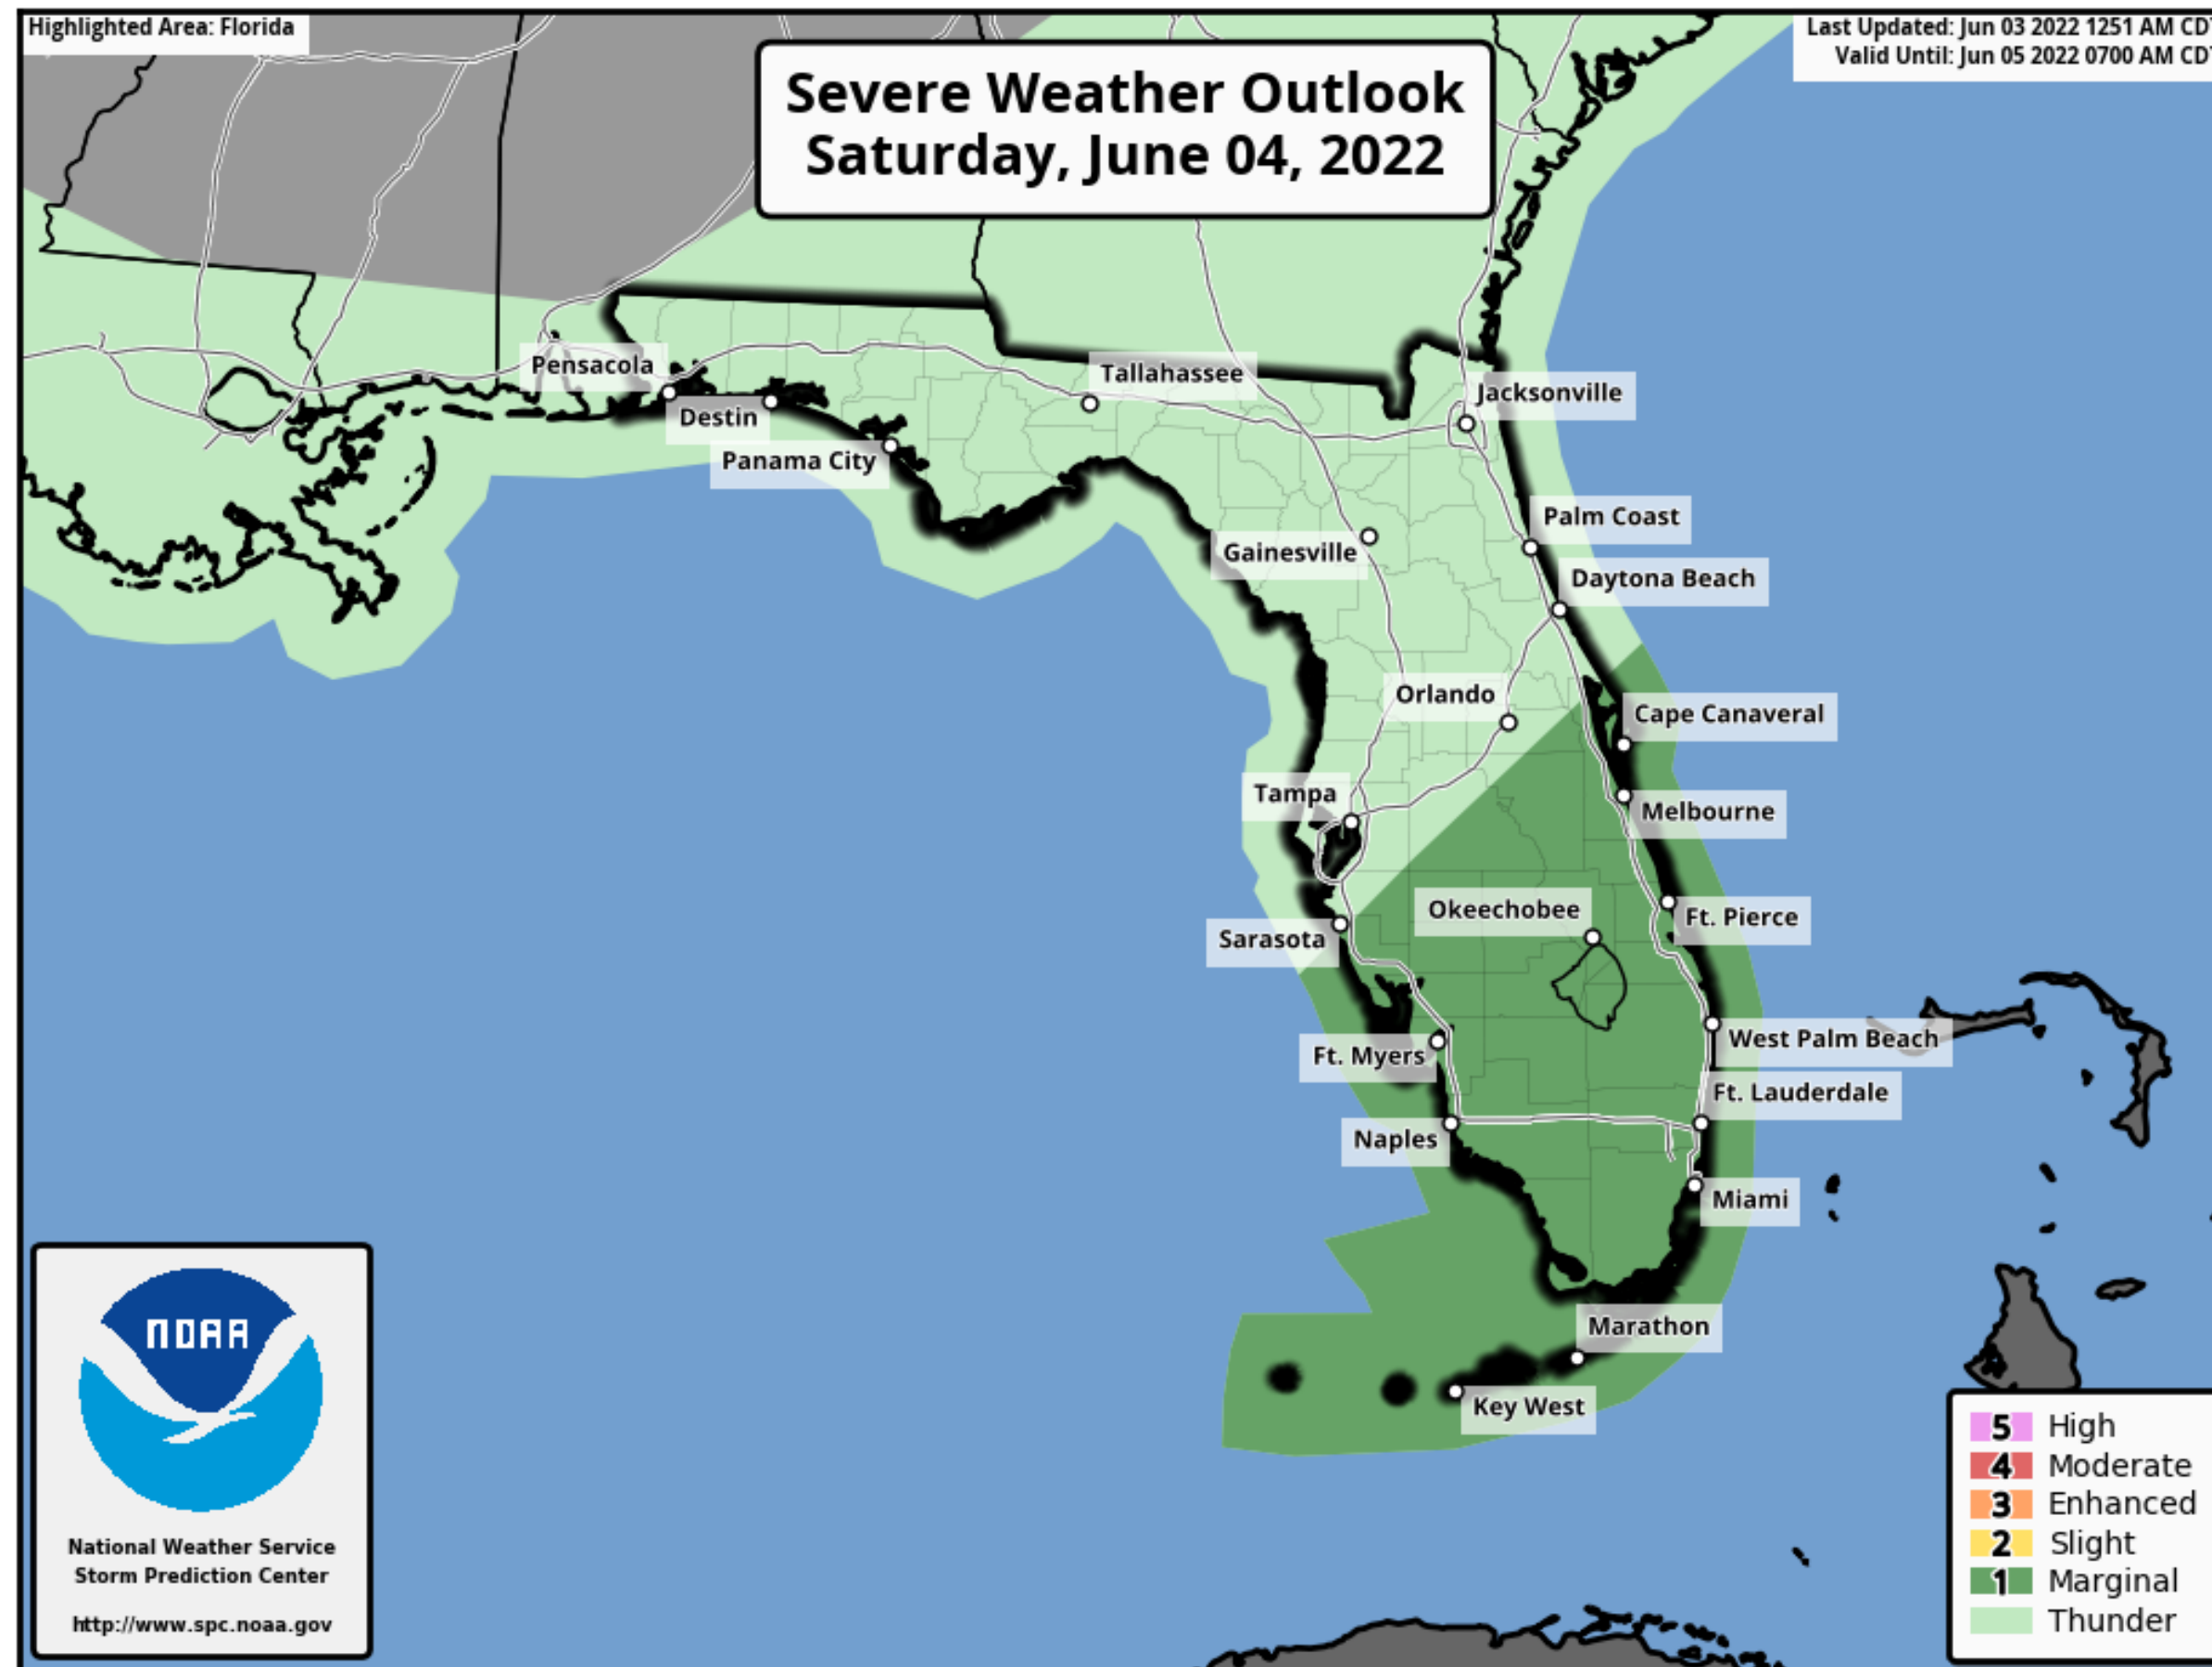 Highlighted Area: Florida
Last Updated: Jun 03 2022 1251 AM CD
Valid Until: Jun 05 2022 0700 AM CD
Severe Weather Outlook
Saturday, June 04, 2022
Pensacola
Destin
Panama City
Tallahassee
Jacksonville
Palm Coast
Gainesville
Daytona Beach
Orlando
Cape Canaveral
Tampa
Melbourne
Okeechobee
Ft. Pierce
Sarasota
West Palm Beach
Ft. Myers
Ft. Lauderdale
Naples
Miami
Marathon
Key West
NOAA
National Weather Service
Storm Prediction Center
http://www.spc.noaa.gov
5 High
4 Moderate
3 Enhanced
2 Slight
1 Marginal
Thunder